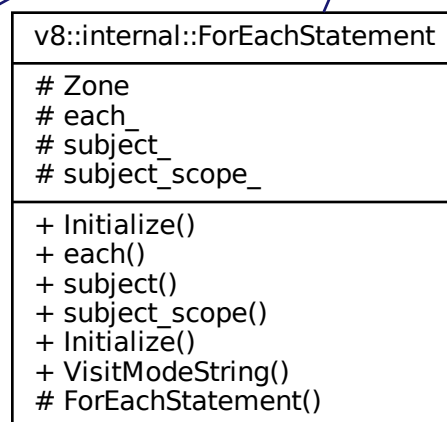 v8::internal::ForEachStatement
# Zone
# each_
# subject_
# subject_scope_
+ Initialize()
+ each()
+ subject()
+ subject_scope()
+ Initialize()
+ VisitModeString()
# ForEachStatement()